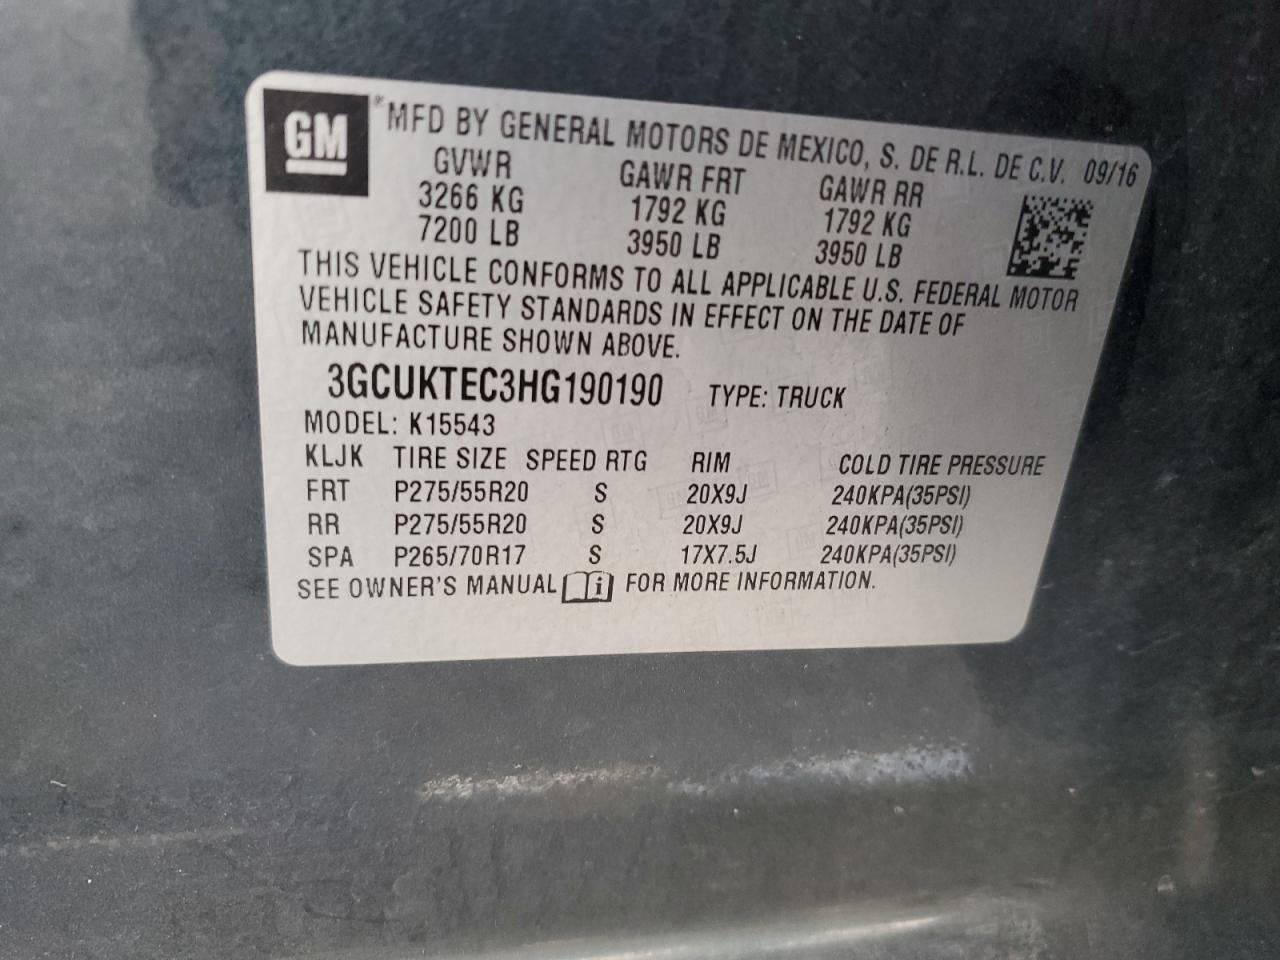 GM
® MFD BY GENERAL MOTORS DE MEXICO, S. DE R.L. DE C.V. 09/16
GVWR GAWR FRT GAWR RR
3266 KG 1792 KG 1792 KG
7200 LB 3950 LB 3950 LB
THIS VEHICLE CONFORMS TO ALL APPLICABLE U.S. FEDERAL MOTOR
VEHICLE SAFETY STANDARDS IN EFFECT ON THE DATE OF
MANUFACTURE SHOWN ABOVE.
3GCUKTEC3HG190190 TYPE: TRUCK
MODEL: K15543
KLJK TIRE SIZE SPEED RTG RIM COLD TIRE PRESSURE
FRT P275/55R20 S 20X9J 240KPA(35PSI)
RR P275/55R20 S 20X9J 240KPA(35PSI)
SPA P265/70R17 S 17X7.5J 240KPA(35PSI)
SEE OWNER'S MANUAL i FOR MORE INFORMATION.